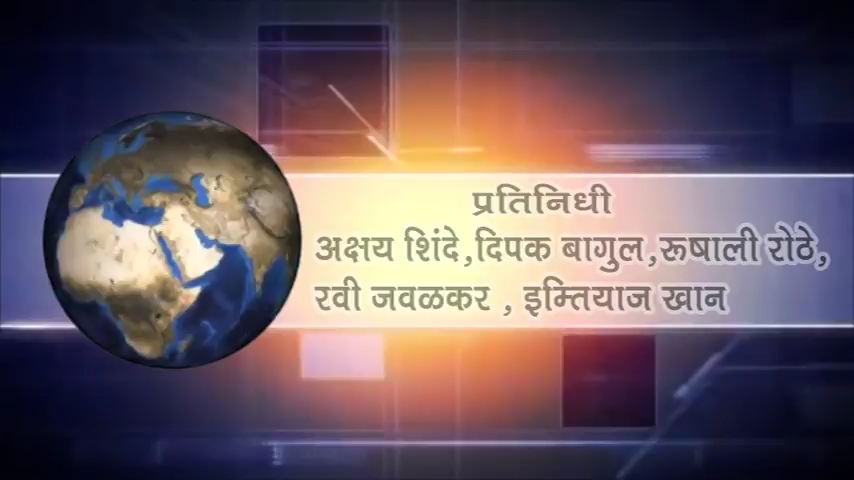 प्रतिनिधी
अक्षय शिंदे,दिपक बागुल,रूषाली रोठे,
रवी जवळकर , इम्तियाज खान